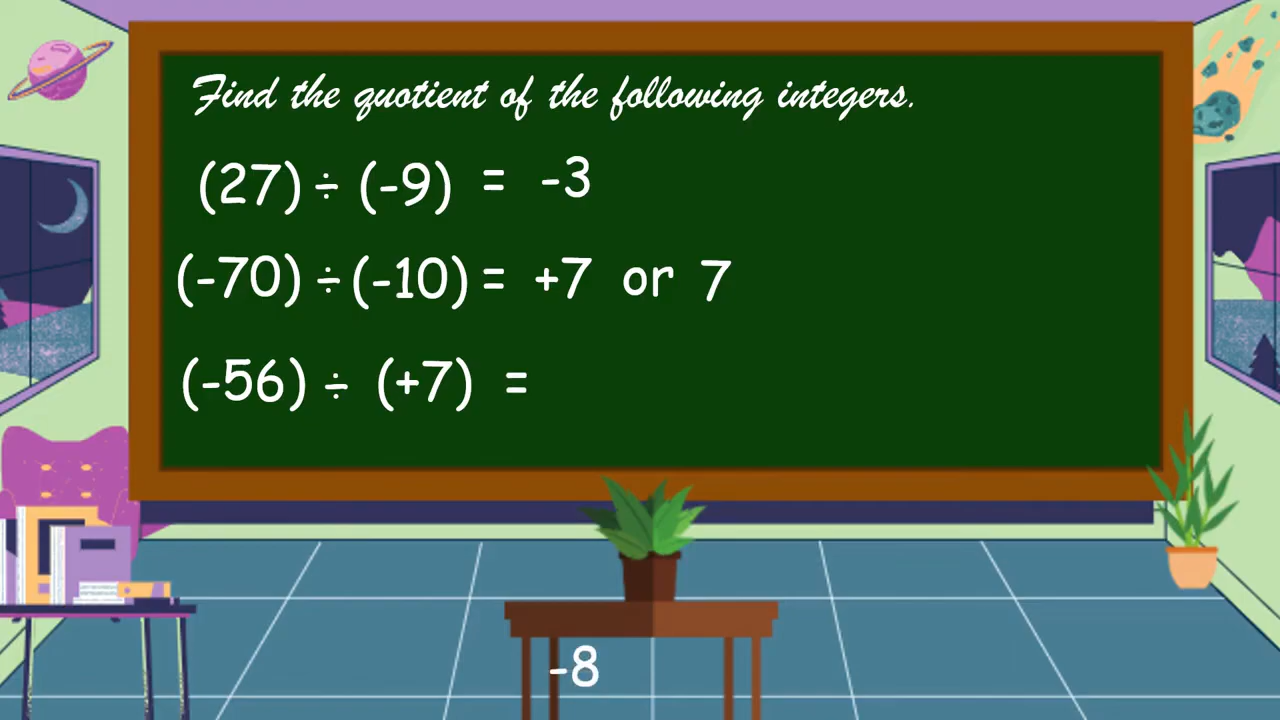 Find the quotient of the following integers.
(27) ÷ (-9) = -3
(-70) ÷ (-10) = +7 or 7
(-56) ÷ (+7) =
-8